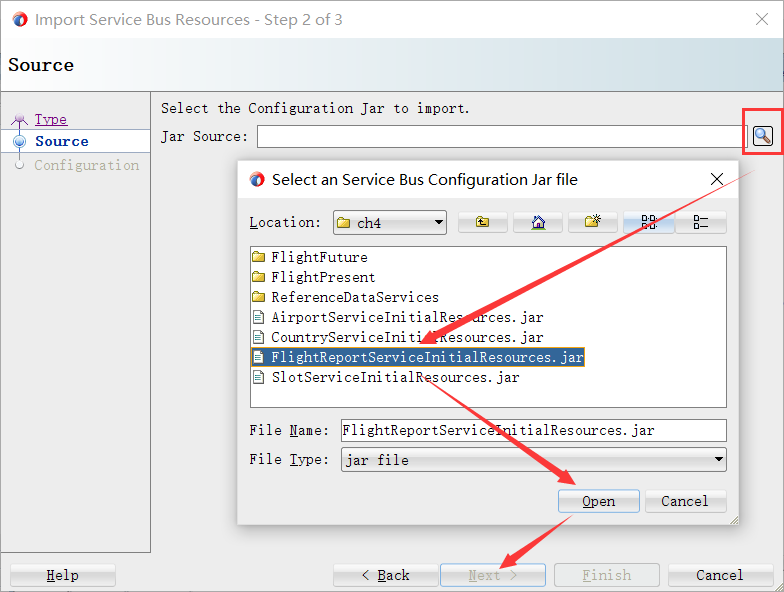 Import Service Bus Resources - Step 2 of 3
Source
Type
Source
Configuration
Select the Configuration Jar to import.
Jar Source:
Select an Service Bus Configuration Jar file
Location: ch4
FlightFuture
FlightPresent
ReferenceDataServices
AirportServiceInitialResources.jar
CountryServiceInitialResources.jar
FlightReportServiceInitialResources.jar
SlotServiceInitialResources.jar
File Name: FlightReportServiceInitialResources.jar
File Type: jar file
Open Cancel
Help < Back Next > Finish Cancel